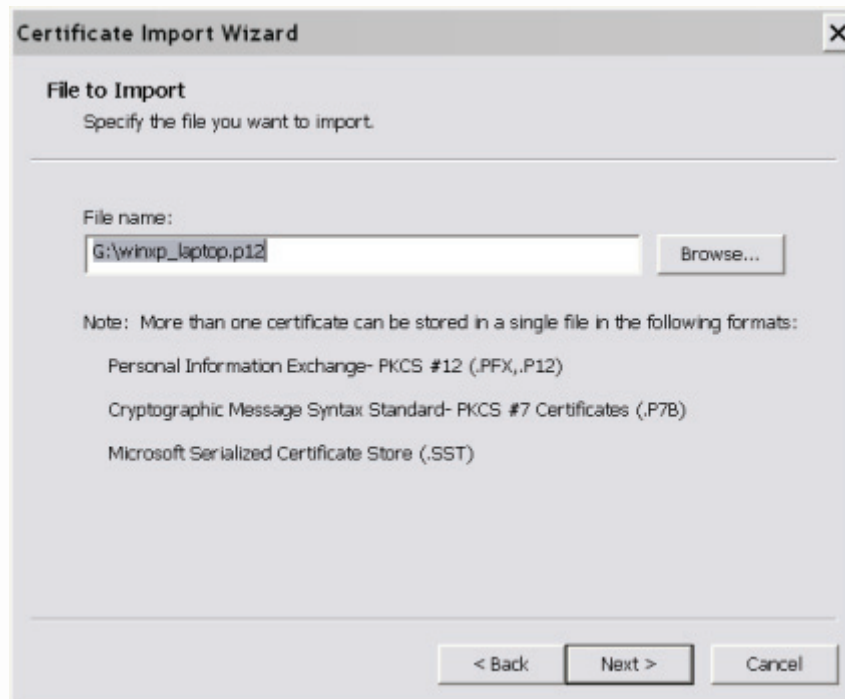 Certificate Import Wizard
File to Import
Specify the file you want to import.
File name:
G:\winxp_laptop.p12
Browse...
Note: More than one certificate can be stored in a single file in the following formats:
Personal Information Exchange- PKCS #12 (.PFX,.P12)
Cryptographic Message Syntax Standard- PKCS #7 Certificates (.P7B)
Microsoft Serialized Certificate Store (.SST)
< Back
Next >
Cancel